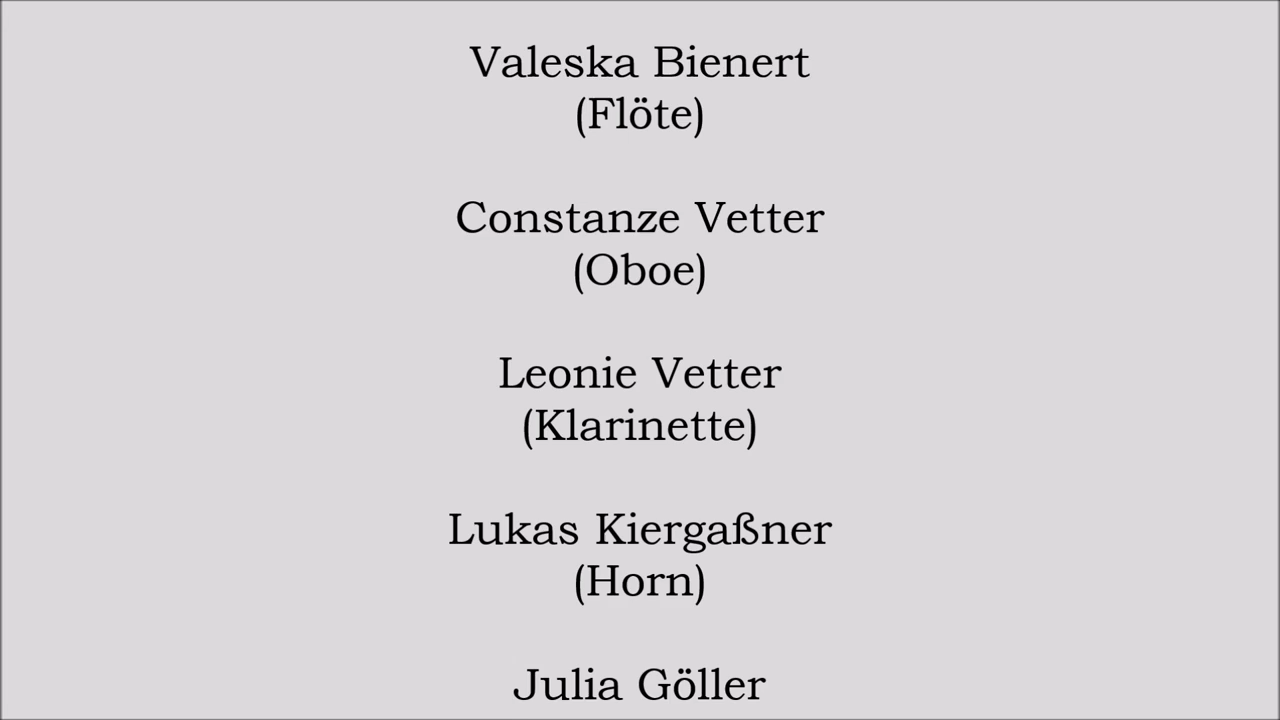 Valeska Bienert
(Flöte)
Constanze Vetter
(Oboe)
Leonie Vetter
(Klarinette)
Lukas Kiergaßner
(Horn)
Julia Göller